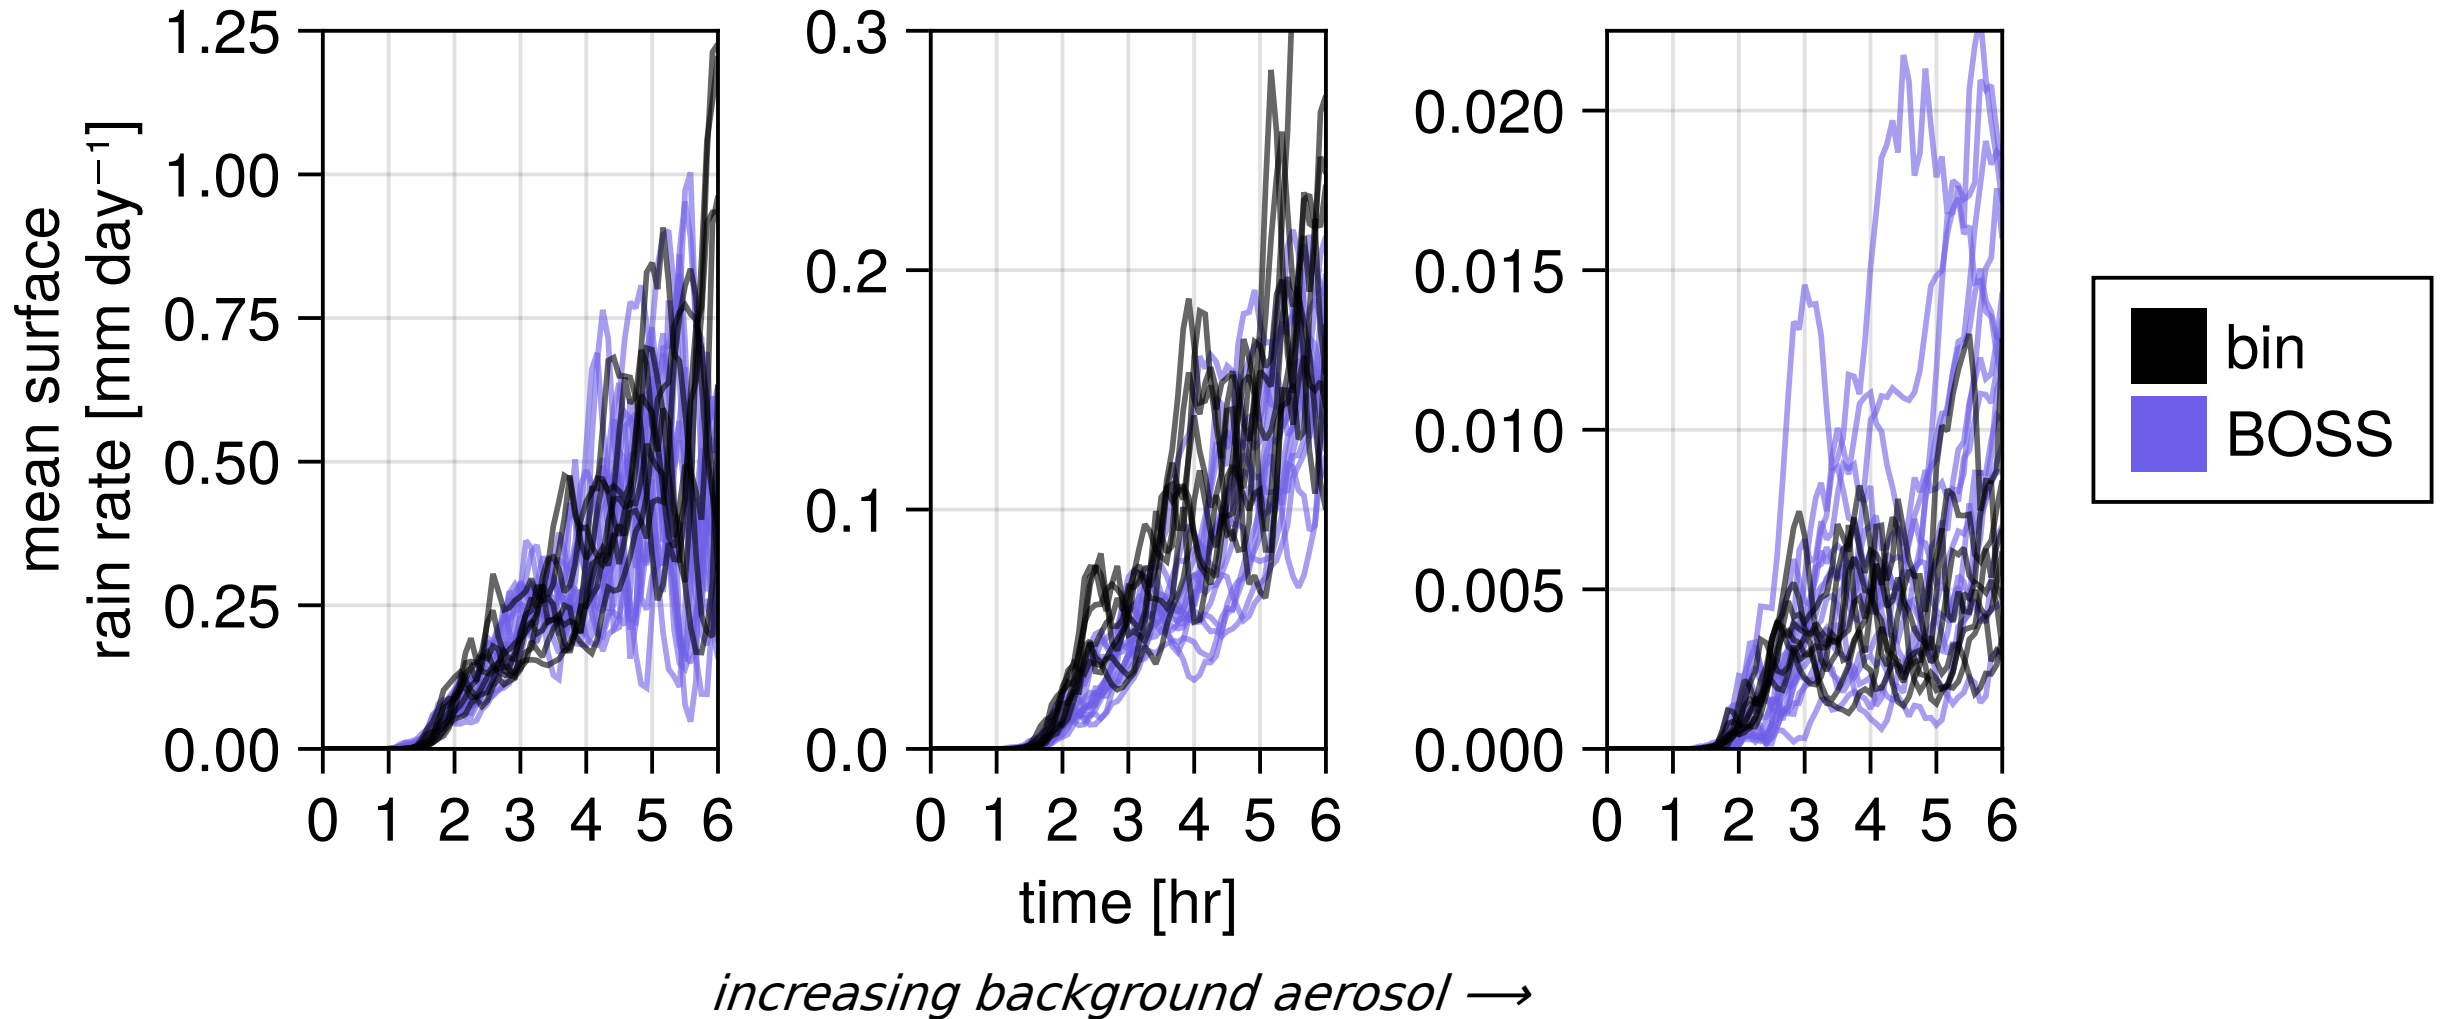 mean surface
rain rate [mm day⁻¹]
1.25
1.00
0.75
0.50
0.25
0.00
0 1 2 3 4 5 6
0.3
0.2
0.1
0.0
0 1 2 3 4 5 6
0.020
0.015
0.010
0.005
0.000
0 1 2 3 4 5 6
bin
BOSS
time [hr]
increasing background aerosol ⟶